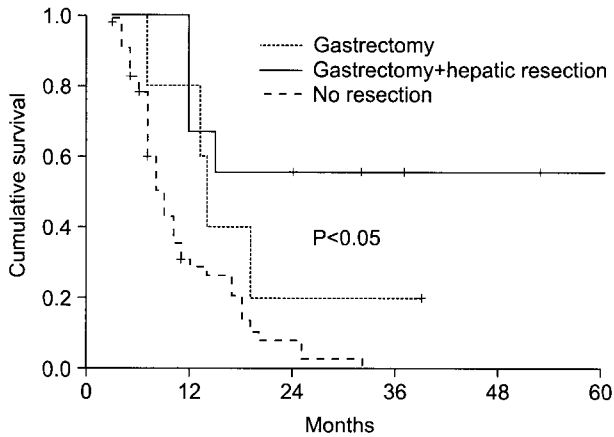 Cumulative survival
1.0
0.8
0.6
0.4
0.2
0.0
Gastrectomy
Gastrectomy+hepatic resection
No resection
P<0.05
0 12 24 36 48 60
Months